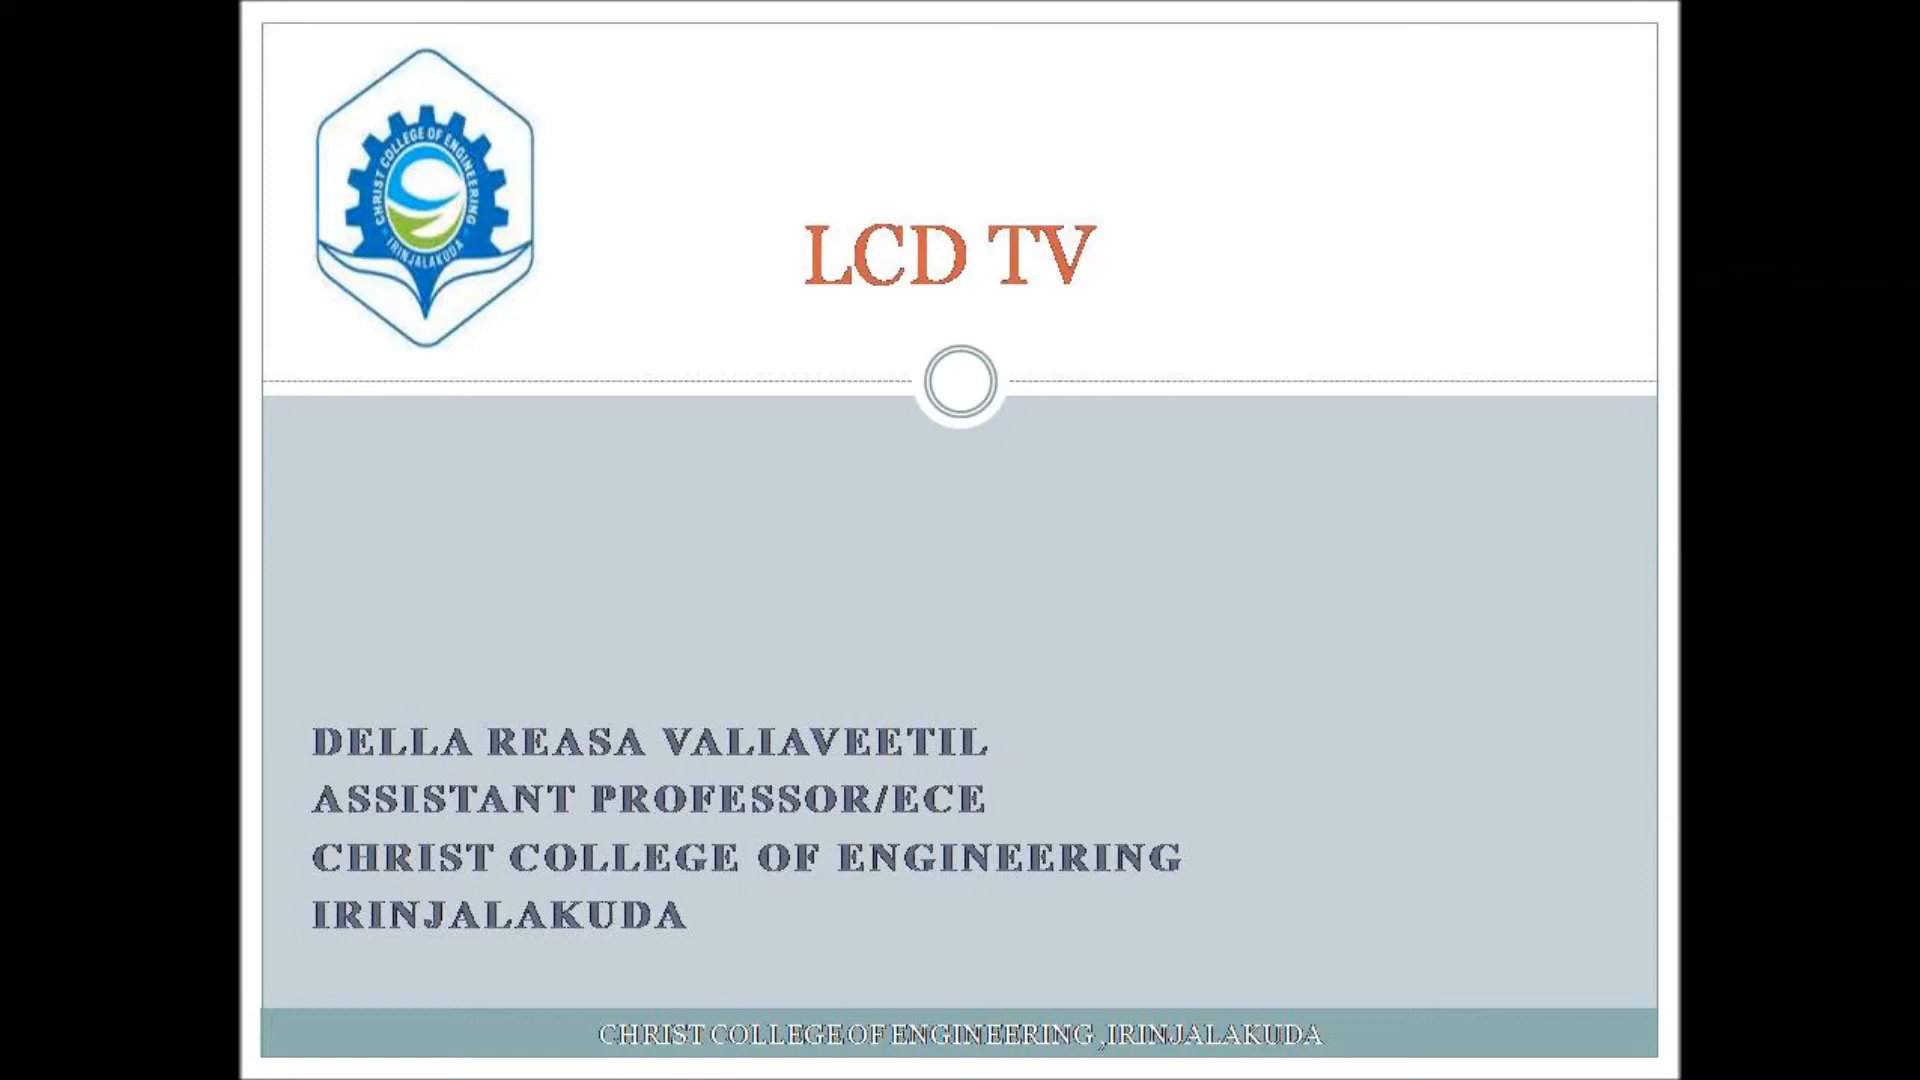 CHRIST COLLEGE OF ENGINEERING
IRINJALAKUDA
LCD TV
DELLA REASA VALIAVEETIL
ASSISTANT PROFESSOR/ECE
CHRIST COLLEGE OF ENGINEERING
IRINJALAKUDA
CHRIST COLLEGE OF ENGINEERING ,IRINJALAKUDA